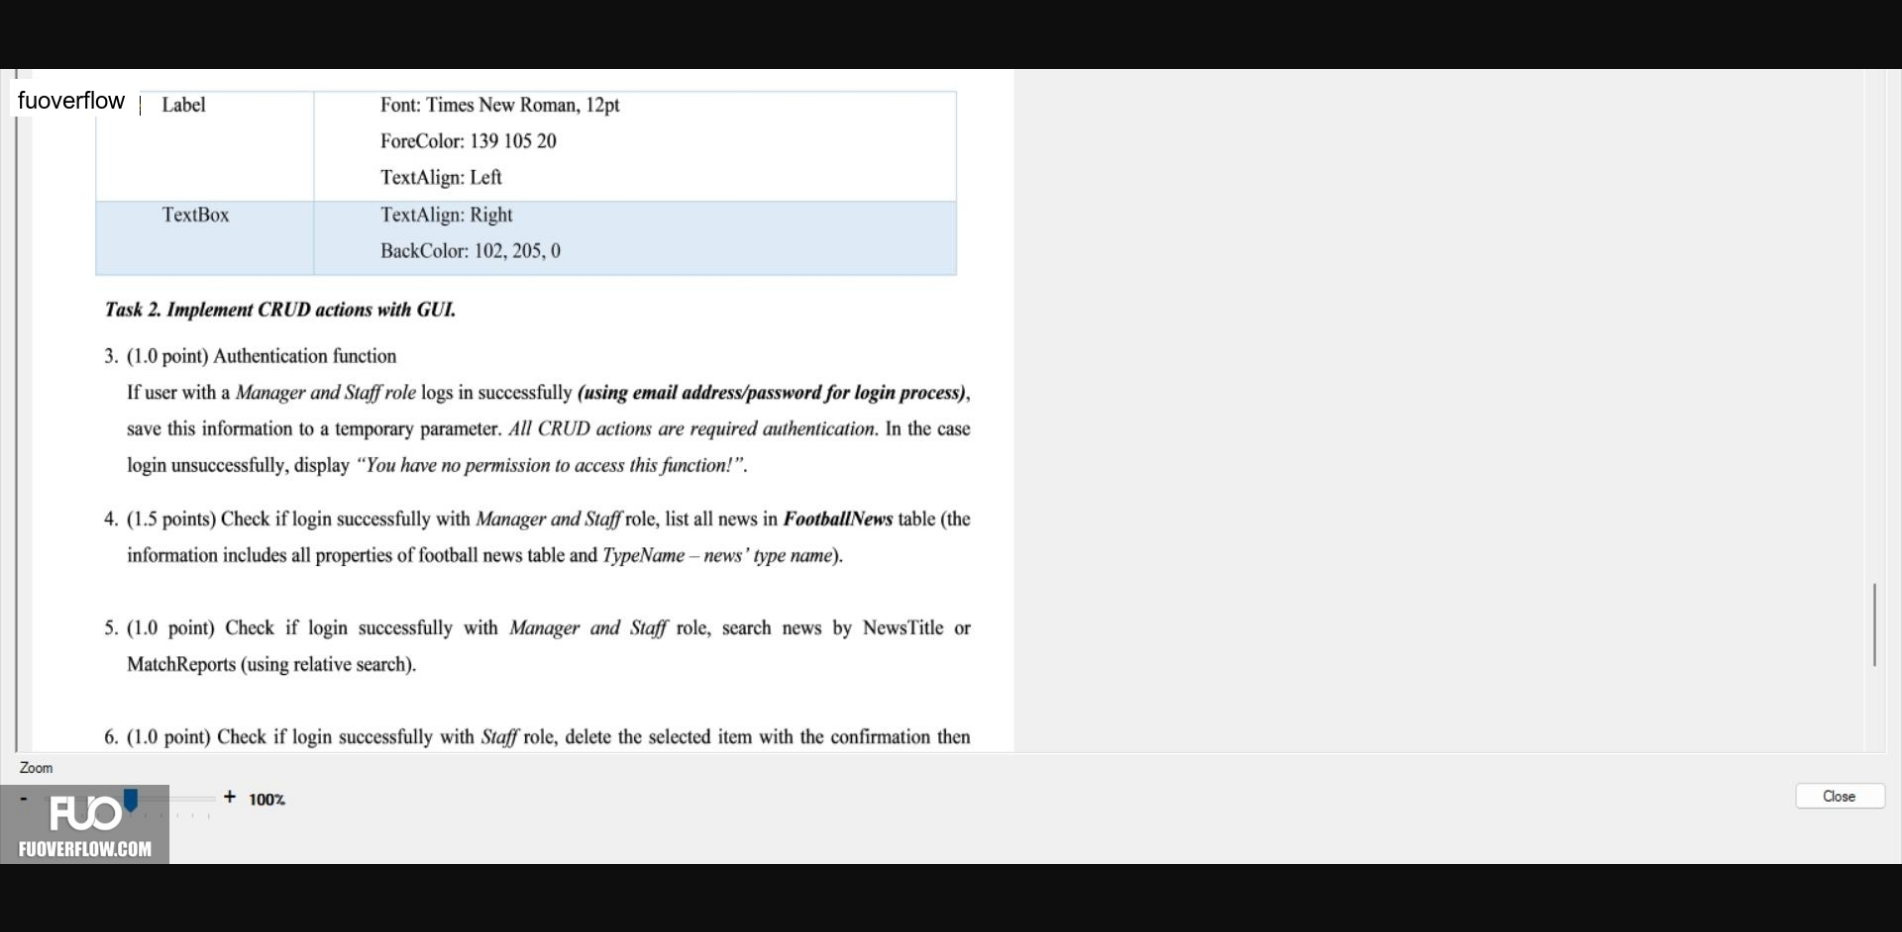 fuoverflow
Label Font: Times New Roman, 12pt
ForeColor: 139 105 20
TextAlign: Left
TextBox TextAlign: Right
BackColor: 102, 205, 0
Task 2. Implement CRUD actions with GUI.
3. (1.0 point) Authentication function
If user with a Manager and Staff role logs in successfully (using email address/password for login process),
save this information to a temporary parameter. All CRUD actions are required authentication. In the case
login unsuccessfully, display “You have no permission to access this function!”.
4. (1.5 points) Check if login successfully with Manager and Staff role, list all news in FootballNews table (the
information includes all properties of football news table and TypeName – news’ type name).
5. (1.0 point) Check if login successfully with Manager and Staff role, search news by NewsTitle or
MatchReports (using relative search).
6. (1.0 point) Check if login successfully with Staff role, delete the selected item with the confirmation then
Zoom
- + 100%
Close
FUO
FUOVERFLOW.COM